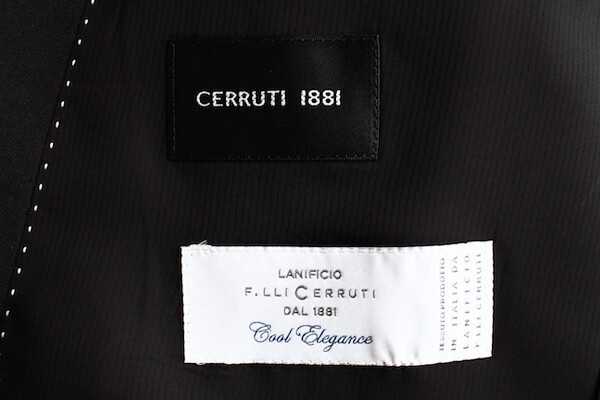 CERRUTI 1881
LANIFICIO
F.LLI CERRUTI
DAL 1881
Cool Elegance
TESSUTO PRODOTTO
IN ITALIA DA
LANIFICIO
F.LLI CERRUTI